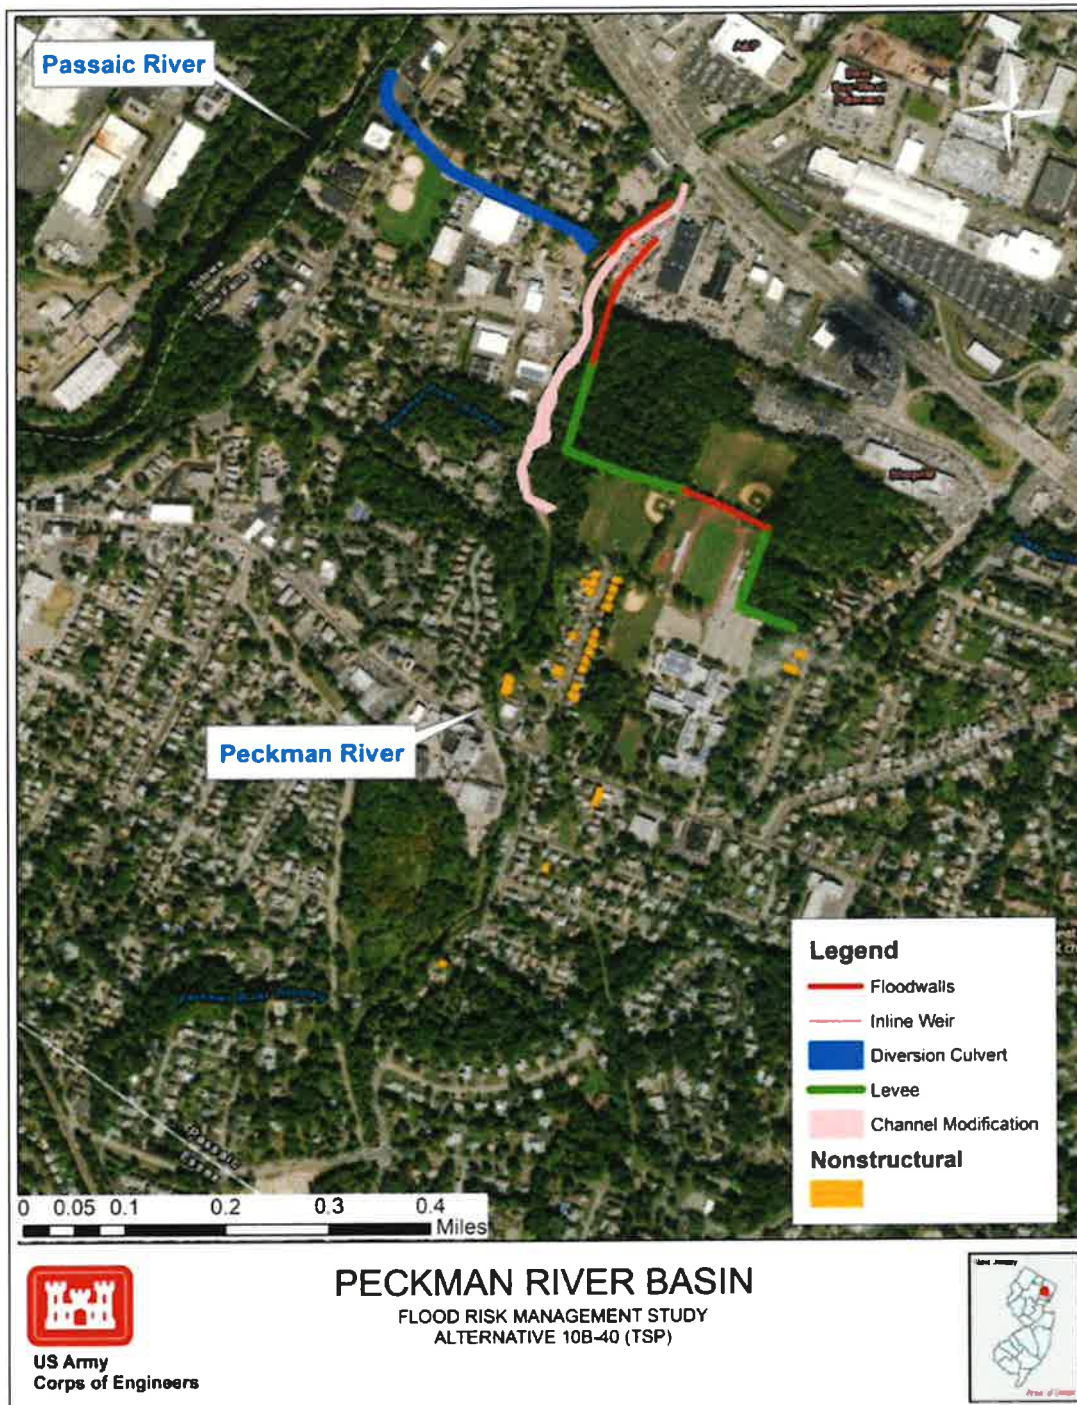 Passaic River
Peckman River
Legend
Floodwalls
Inline Weir
Diversion Culvert
Levee
Channel Modification
Nonstructural
0 0.05 0.1 0.2 0.3 0.4
Miles
PECKMAN RIVER BASIN
FLOOD RISK MANAGEMENT STUDY
ALTERNATIVE 10B-40 (TSP)
US Army
Corps of Engineers
New Jersey